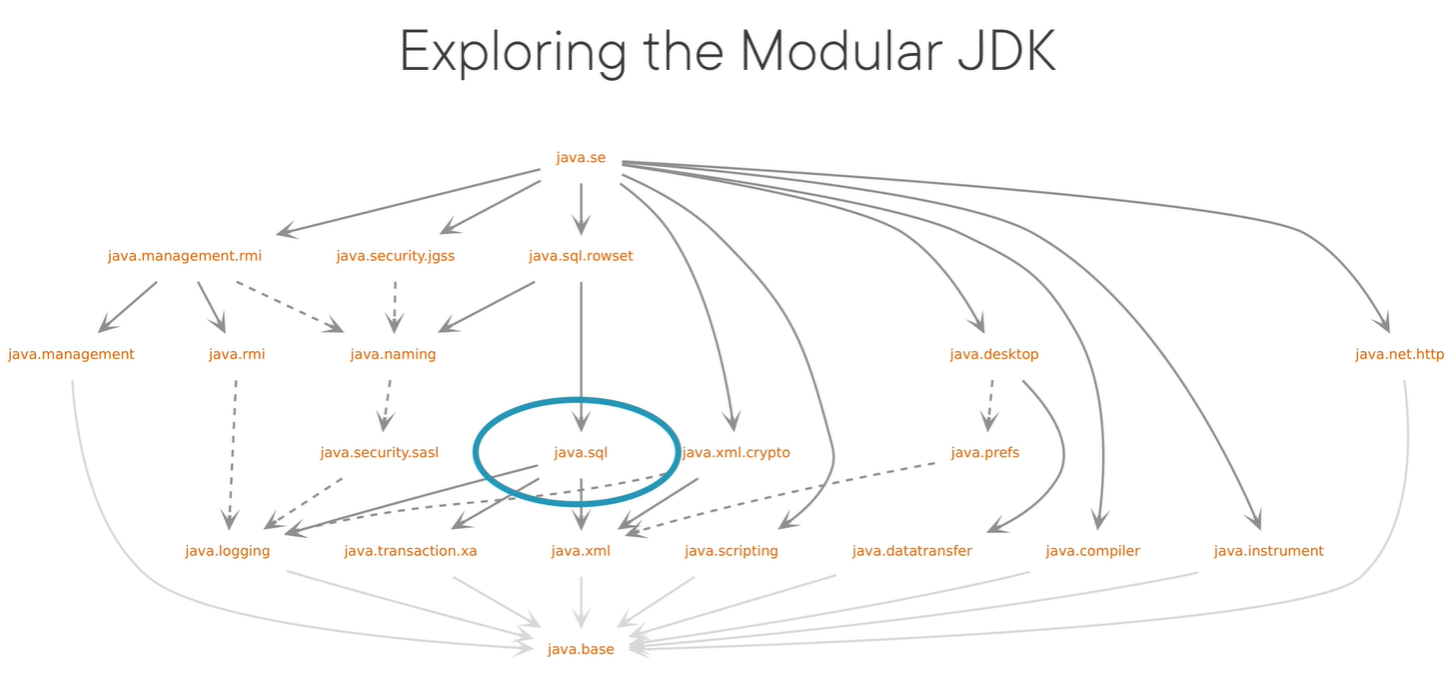 Exploring the Modular JDK
java.se
java.management.rmi
java.security.jgss
java.sql.rowset
java.management
java.rmi
java.naming
java.desktop
java.net.http
java.security.sasl
java.sql
java.xml.crypto
java.prefs
java.logging
java.transaction.xa
java.xml
java.scripting
java.datatransfer
java.compiler
java.instrument
java.base